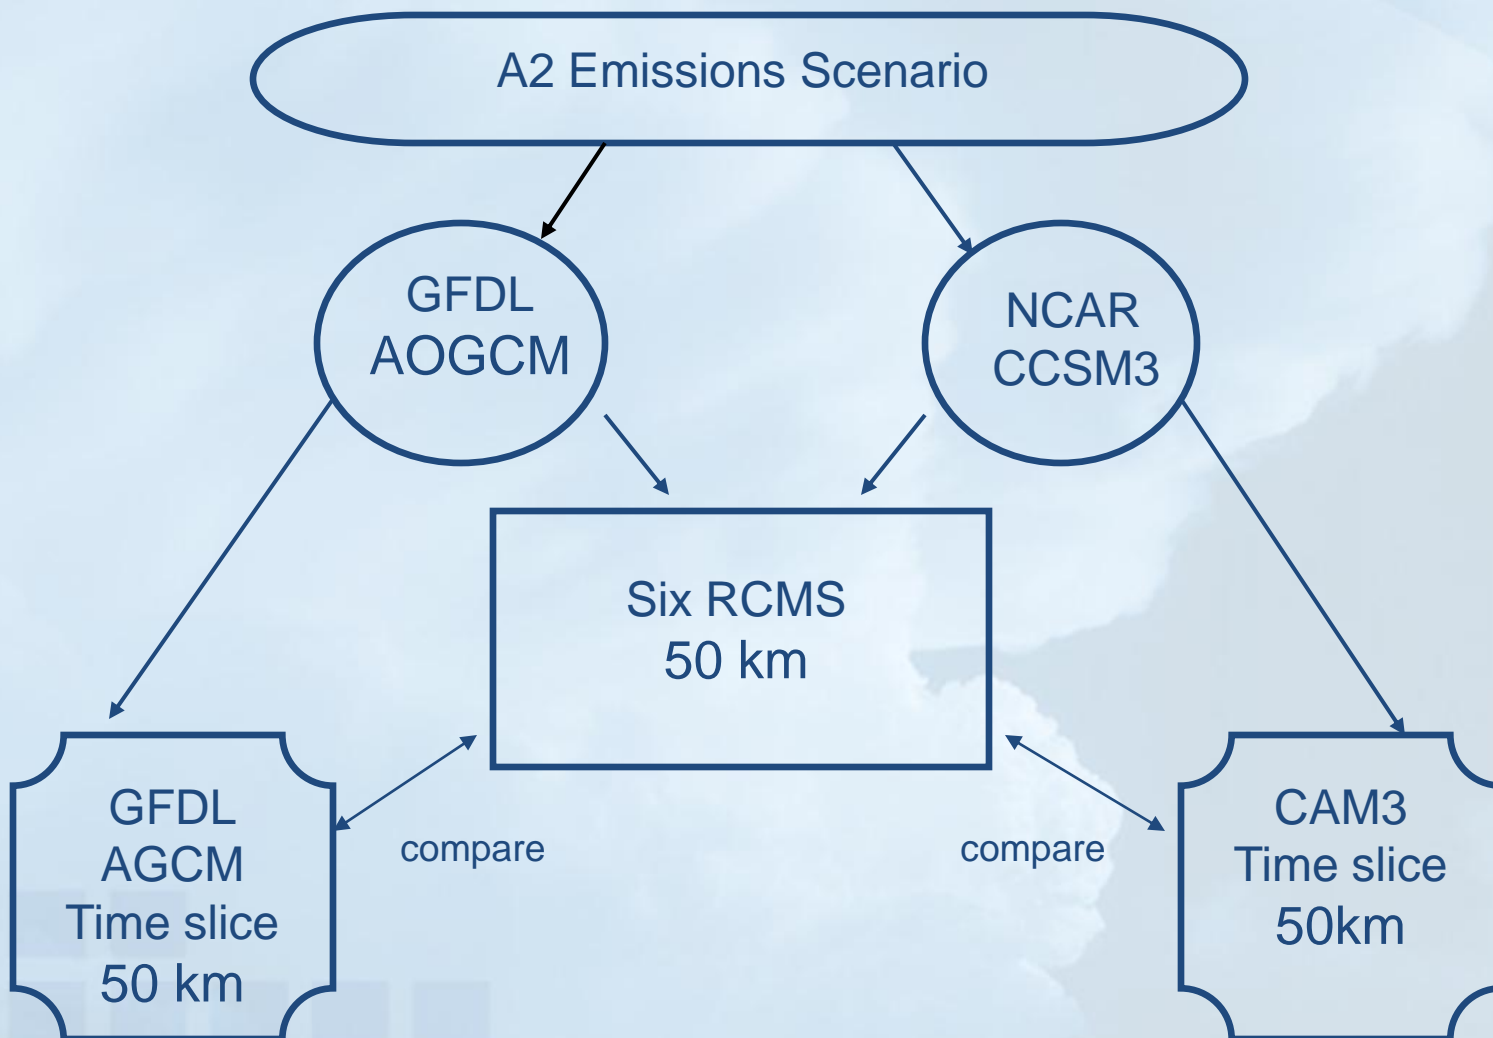 A2 Emissions Scenario
GFDL
AOGCM
NCAR
CCSM3
Six RCMS
50 km
GFDL
AGCM
Time slice
50 km
compare
compare
CAM3
Time slice
50km